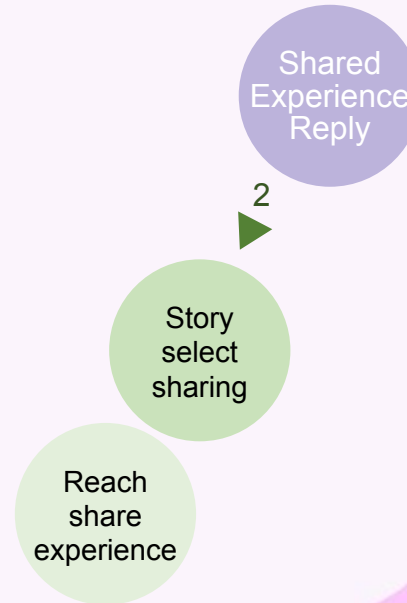 Shared
Experience
Reply
2
Story
select
sharing
Reach
share
experience